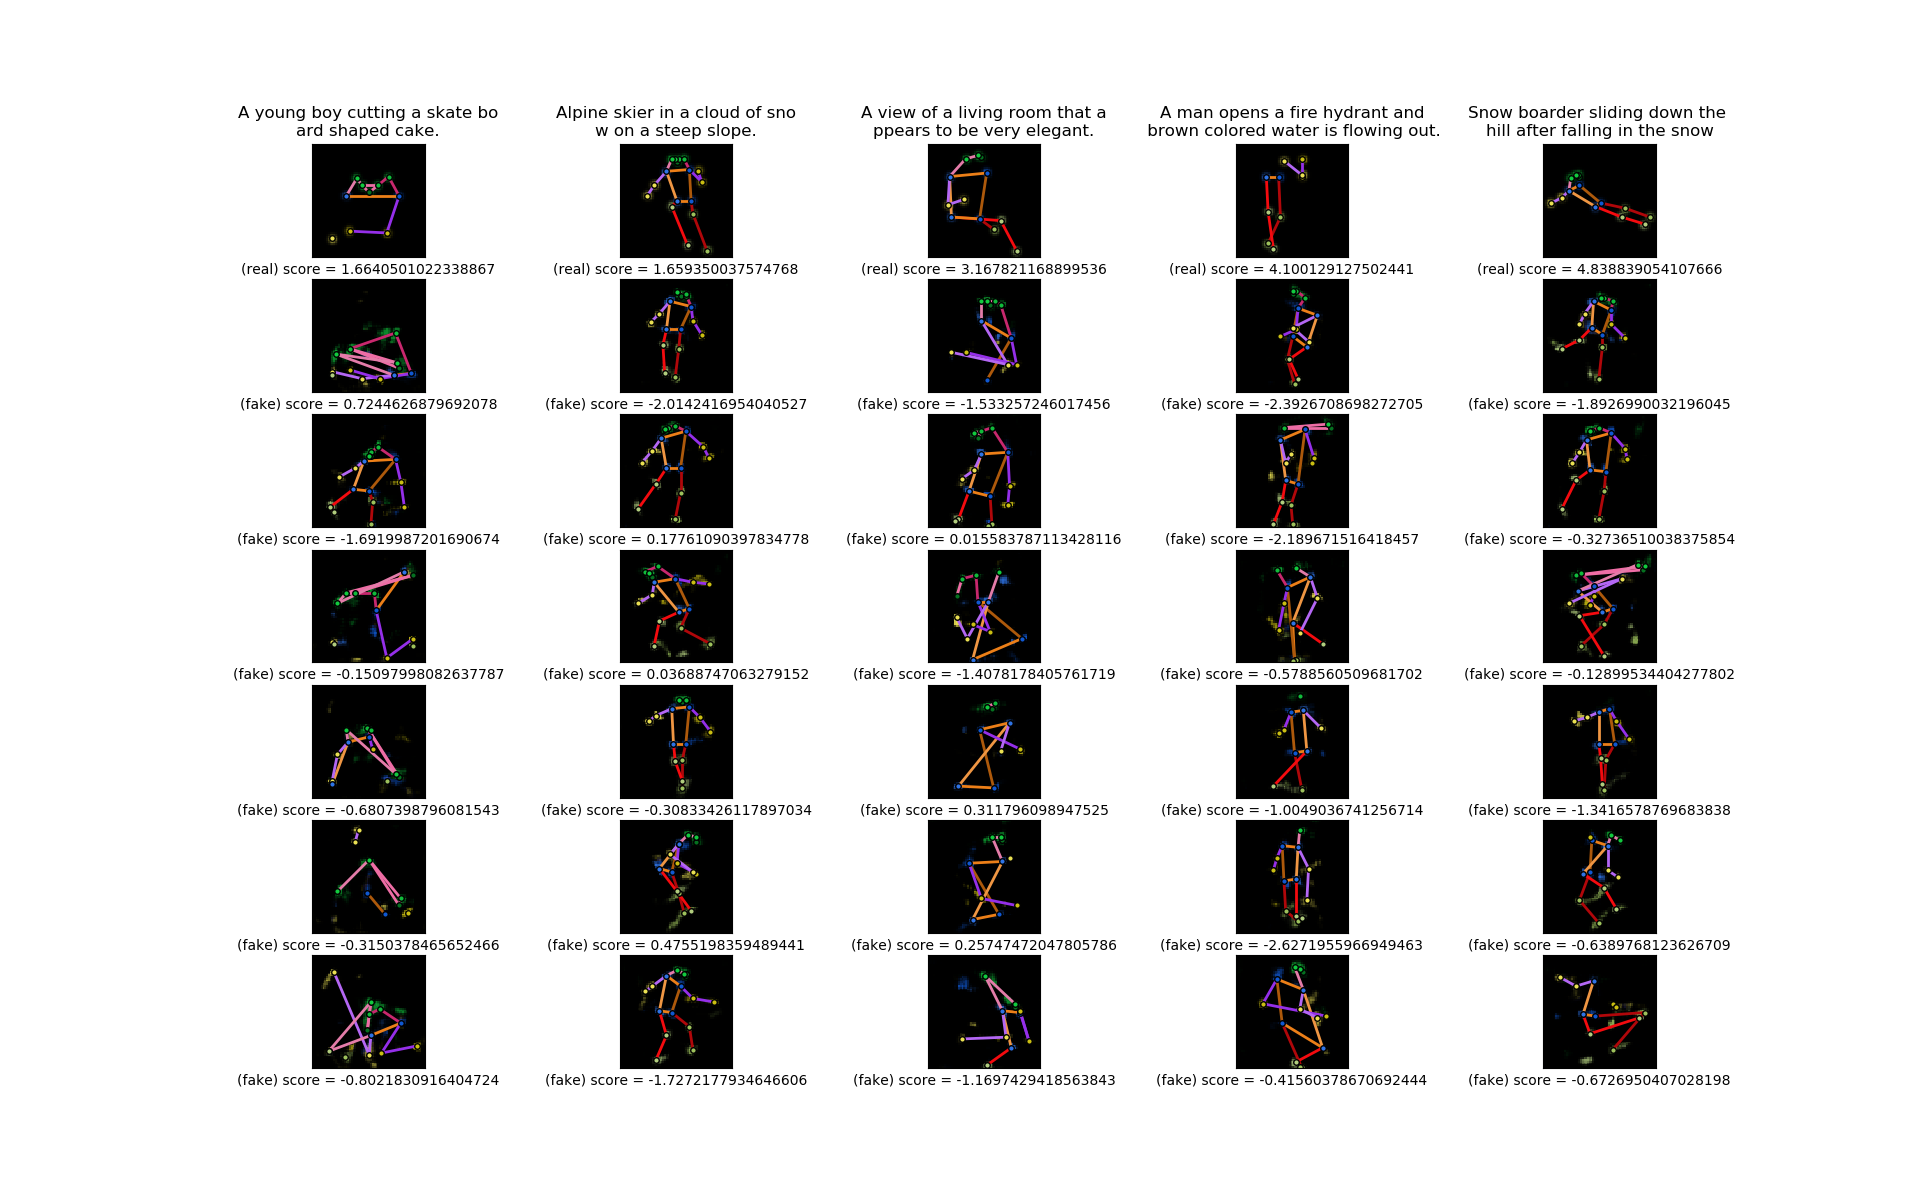 A young boy cutting a skate bo
ard shaped cake.
Alpine skier in a cloud of sno
w on a steep slope.
A view of a living room that a
ppears to be very elegant.
A man opens a fire hydrant and
brown colored water is flowing out.
Snow boarder sliding down the
hill after falling in the snow
(real) score = 1.6640501022338867
(real) score = 1.659350037574768
(real) score = 3.167821168899536
(real) score = 4.100129127502441
(real) score = 4.838839054107666
(fake) score = 0.7244626879692078
(fake) score = -2.0142416954040527
(fake) score = -1.533257246017456
(fake) score = -2.3926708698272705
(fake) score = -1.8926990032196045
(fake) score = -1.6919987201690674
(fake) score = 0.17761090397834778
(fake) score = 0.015583787113428116
(fake) score = -2.189671516418457
(fake) score = -0.32736510038375854
(fake) score = -0.15097998082637787
(fake) score = 0.03688747063279152
(fake) score = -1.4078178405761719
(fake) score = -0.5788560509681702
(fake) score = -0.12899534404277802
(fake) score = -0.6807398796081543
(fake) score = -0.30833426117897034
(fake) score = 0.311796098947525
(fake) score = -1.0049036741256714
(fake) score = -1.3416578769683838
(fake) score = -0.3150378465652466
(fake) score = 0.4755198359489441
(fake) score = 0.25747472047805786
(fake) score = -2.6271955966949463
(fake) score = -0.6389768123626709
(fake) score = -0.8021830916404724
(fake) score = -1.7272177934646606
(fake) score = -1.1697429418563843
(fake) score = -0.41560378670692444
(fake) score = -0.6726950407028198